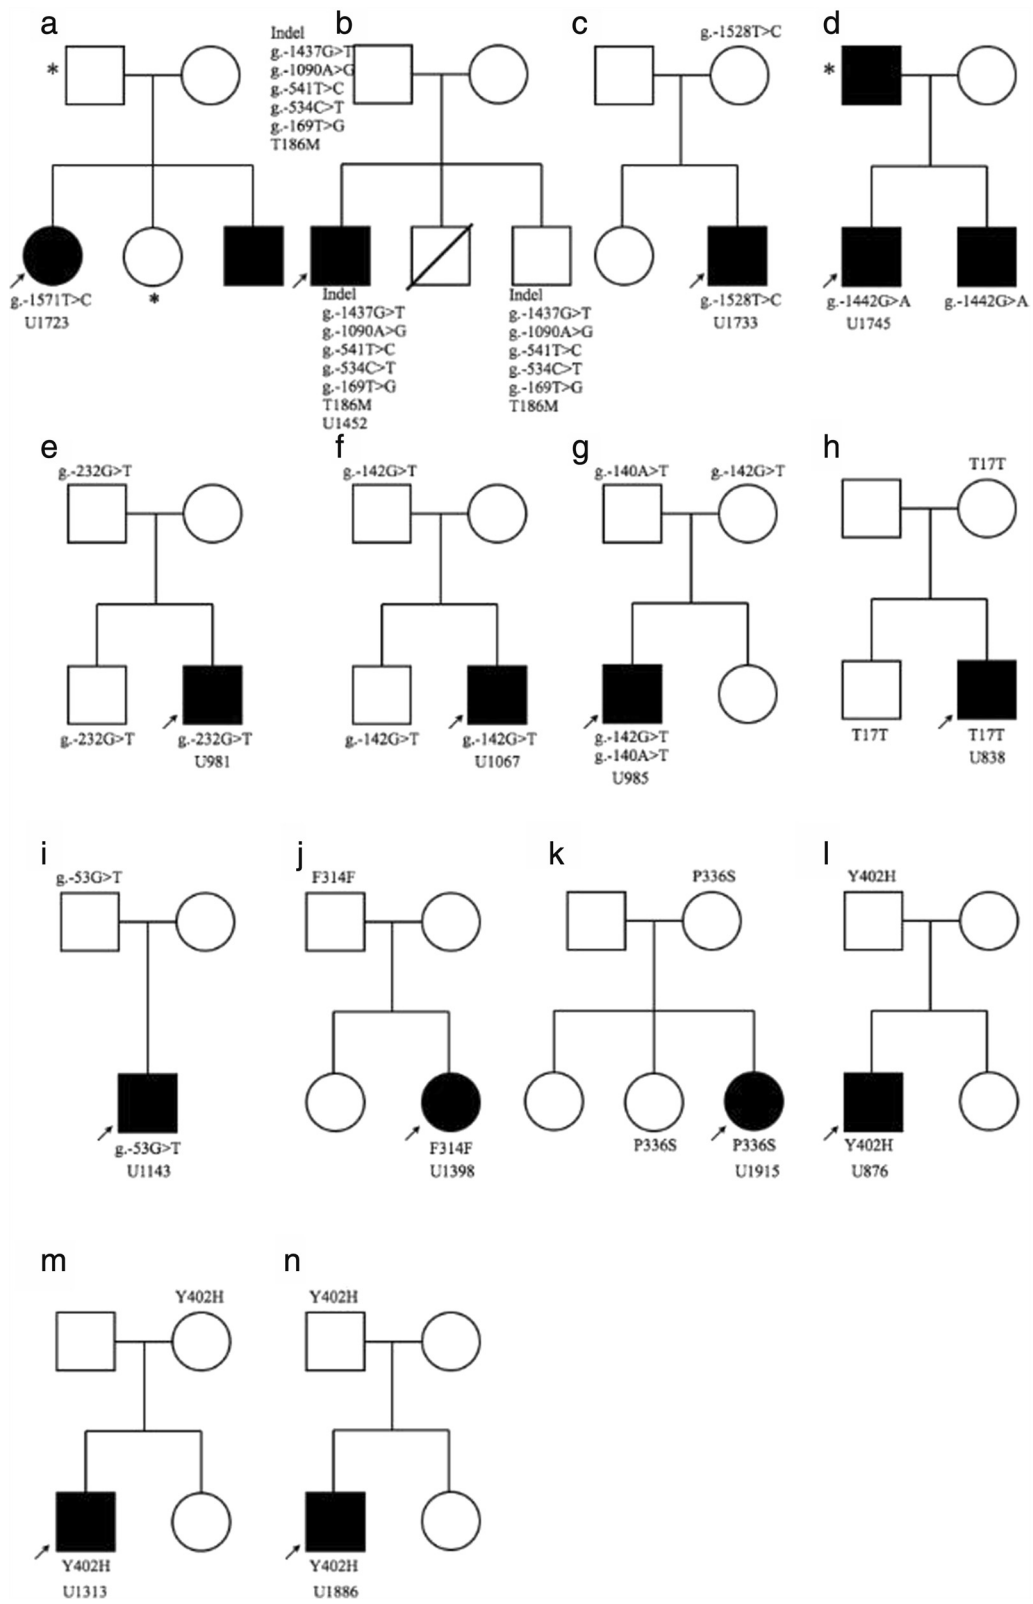 a
*
*
g.-1571T>C
U1723
b
Indel
g.-1437G>T
g.-1090A>G
g.-541T>C
g.-534C>T
g.-169T>G
T186M
Indel
g.-1437G>T
g.-1090A>G
g.-541T>C
g.-534C>T
g.-169T>G
T186M
U1452
Indel
g.-1437G>T
g.-1090A>G
g.-541T>C
g.-534C>T
g.-169T>G
T186M
c
g.-1528T>C
g.-1528T>C
U1733
d
*
g.-1442G>A
U1745
g.-1442G>A
e
g.-232G>T
g.-232G>T
g.-232G>T
U981
f
g.-142G>T
g.-142G>T
g.-142G>T
U1067
g
g.-140A>T
g.-142G>T
g.-142G>T
g.-140A>T
U985
h
T17T
T17T
T17T
U838
i
g.-53G>T
g.-53G>T
U1143
j
F314F
F314F
U1398
k
P336S
P336S
P336S
U1915
l
Y402H
Y402H
U876
m
Y402H
Y402H
U1313
n
Y402H
Y402H
U1886